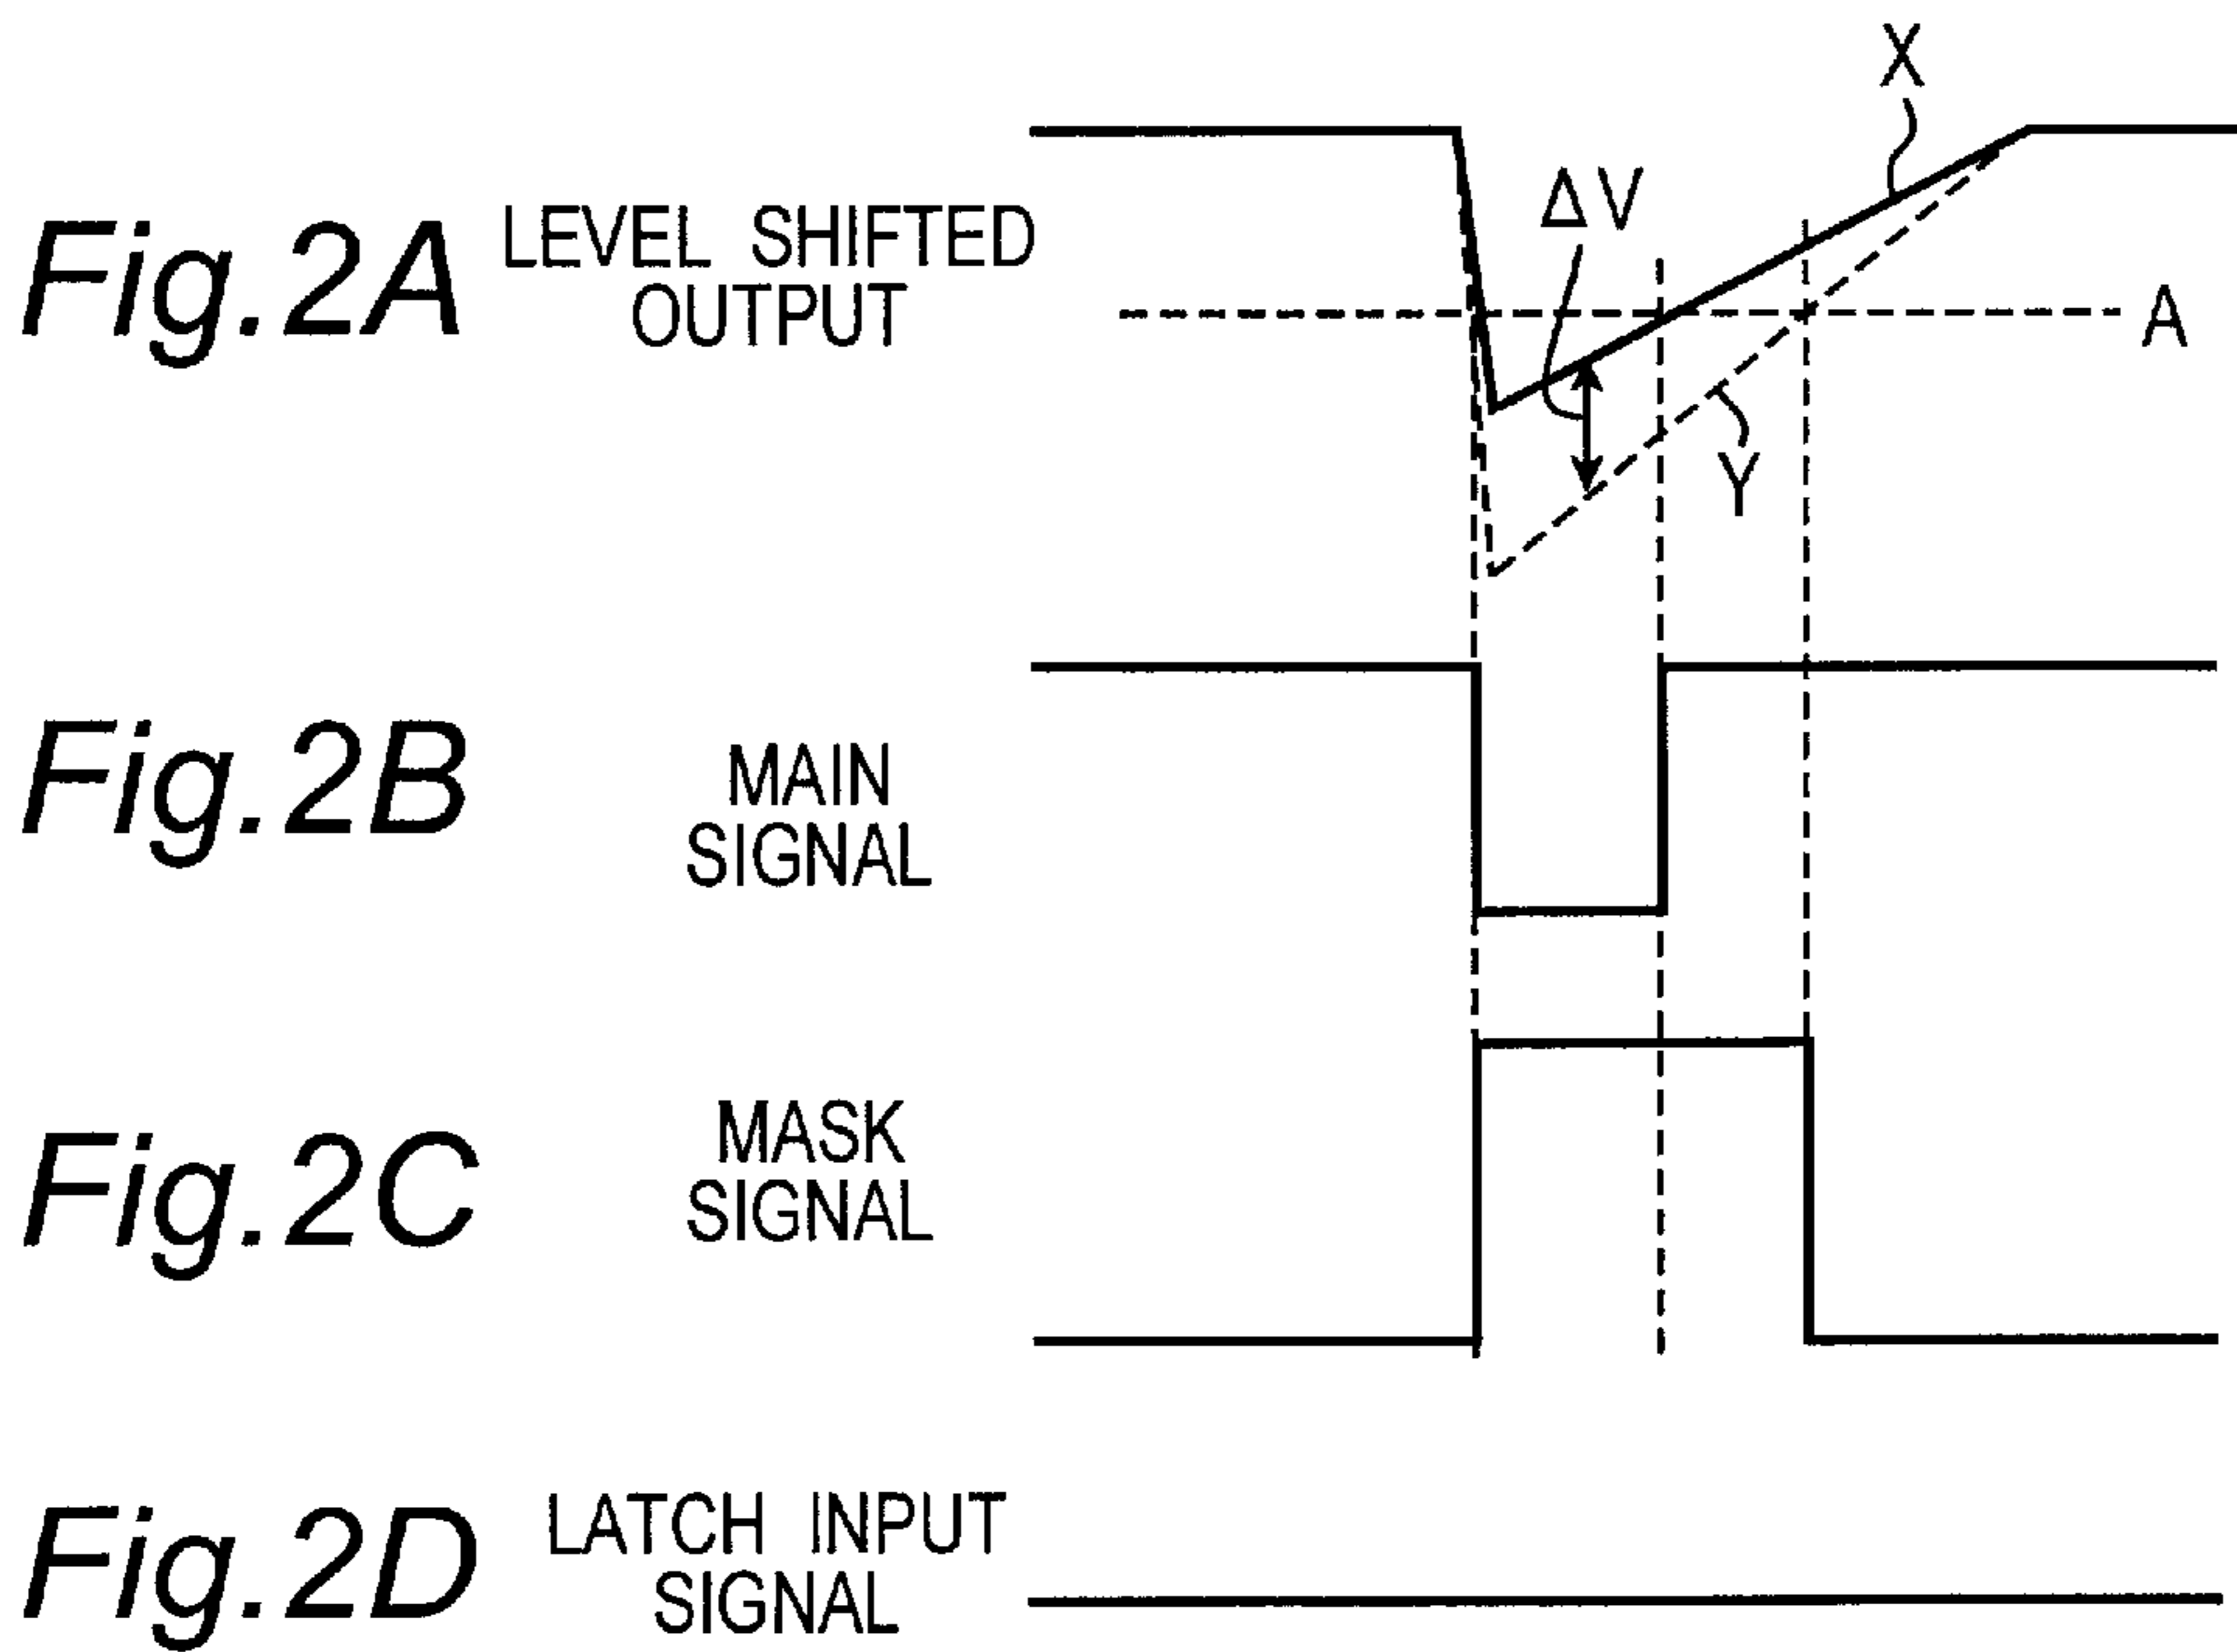 X
ΔV
Fig.2A
LEVEL SHIFTED
OUTPUT
A
Y
Fig.2B
MAIN
SIGNAL
Fig.2C
MASK
SIGNAL
Fig.2D
LATCH INPUT
SIGNAL